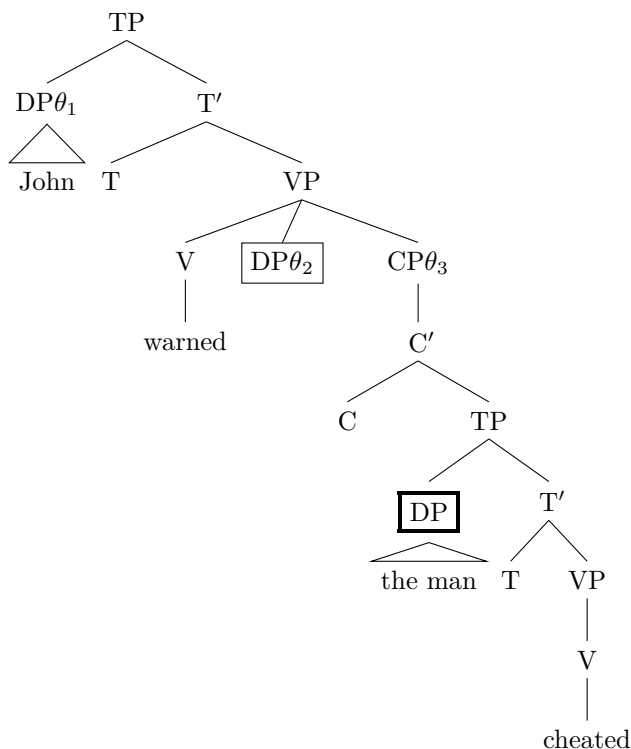 TP
DPθ₁ T′
John T VP
V DPθ₂ CPθ₃
warned C′
C TP
DP T′
the man T VP
V
cheated